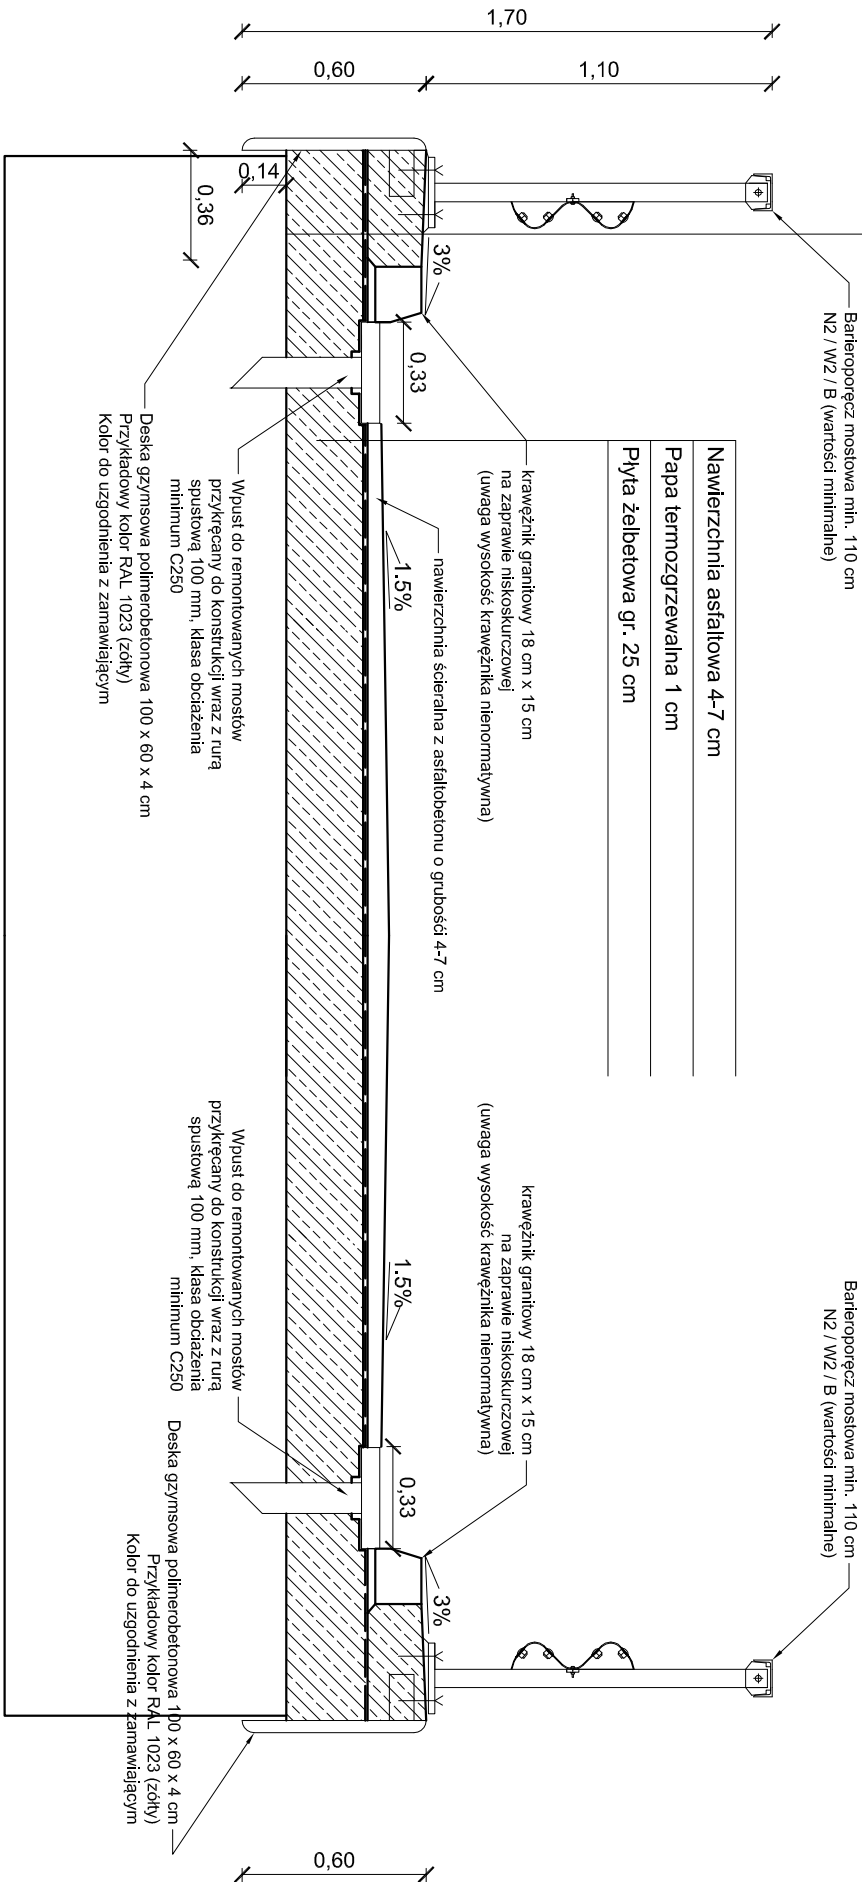 1,70
0,60
1,10
0,14
0,36
3%
0,33
1.5%
Barieroporęcz mostowa min. 110 cm
N2 / W2 / B (wartości minimalne)
krawężnik granitowy 18 cm x 15 cm
na zaprawie niskoskurczowej
(uwaga wysokość krawężnika nienormatywna)
nawierzchnia ścieralna z asfaltobetonu o grubośći 4-7 cm
Nawierzchnia asfaltowa 4-7 cm
Papa termozgrzewalna 1 cm
Płyta żelbetowa gr. 25 cm
Wpust do remontowanych mostów
przykręcany do konstrukcji wraz z rurą
spustową 100 mm, klasa obciażenia
minimum C250
Deska gzymsowa polimerobetonowa 100 x 60 x 4 cm
Przykładowy kolor RAL 1023 (zółty)
Kolor do uzgodnienia z zamawiającym
Barieroporęcz mostowa min. 110 cm
N2 / W2 / B (wartości minimalne)
krawężnik granitowy 18 cm x 15 cm
na zaprawie niskoskurczowej
(uwaga wysokość krawężnika nienormatywna)
1.5%
0,33
3%
Wpust do remontowanych mostów
przykręcany do konstrukcji wraz z rurą
spustową 100 mm, klasa obciażenia
minimum C250
Deska gzymsowa polimerobetonowa 100 x 60 x 4 cm
Przykładowy kolor RAL 1023 (zółty)
Kolor do uzgodnienia z zamawiającym
0,60